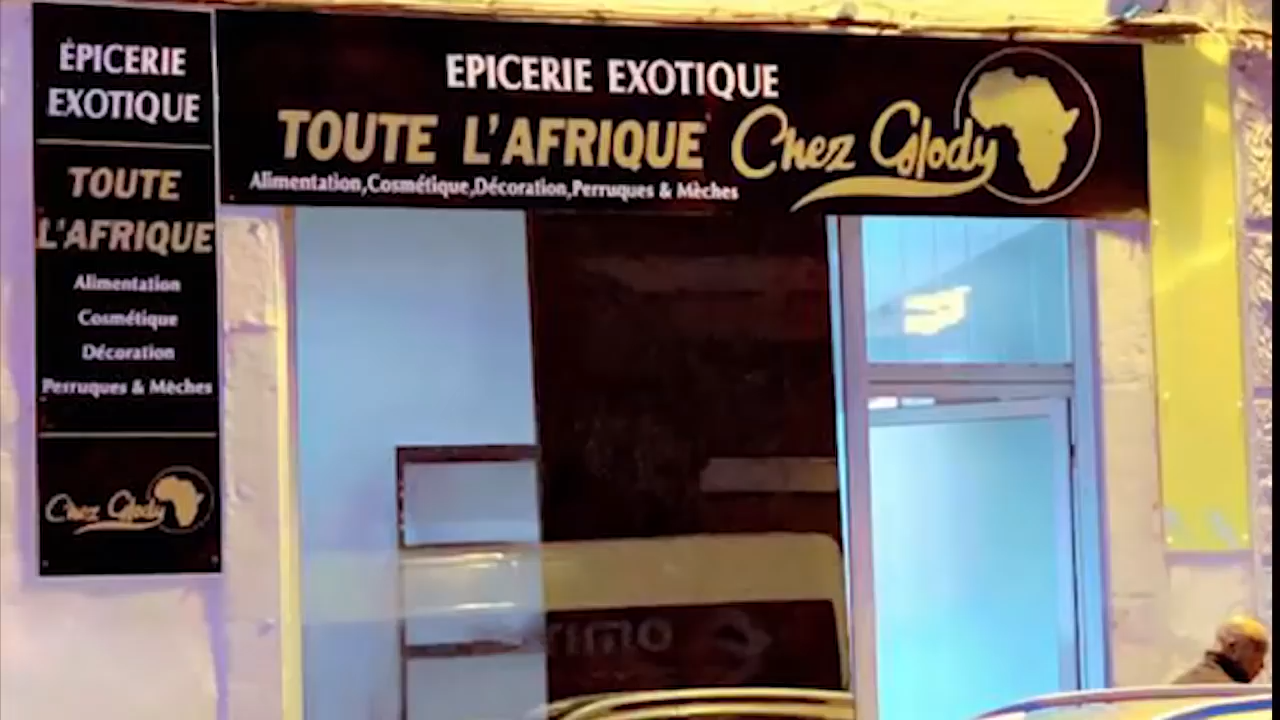 ÉPICERIE
EXOTIQUE
TOUTE
L'AFRIQUE
Alimentation
Cosmétique
Décoration
Perruques & Mèches
Chez Glody
EPICERIE EXOTIQUE
TOUTE L'AFRIQUE Chez Glody
Alimentation,Cosmétique,Décoration,Perruques & Mèches